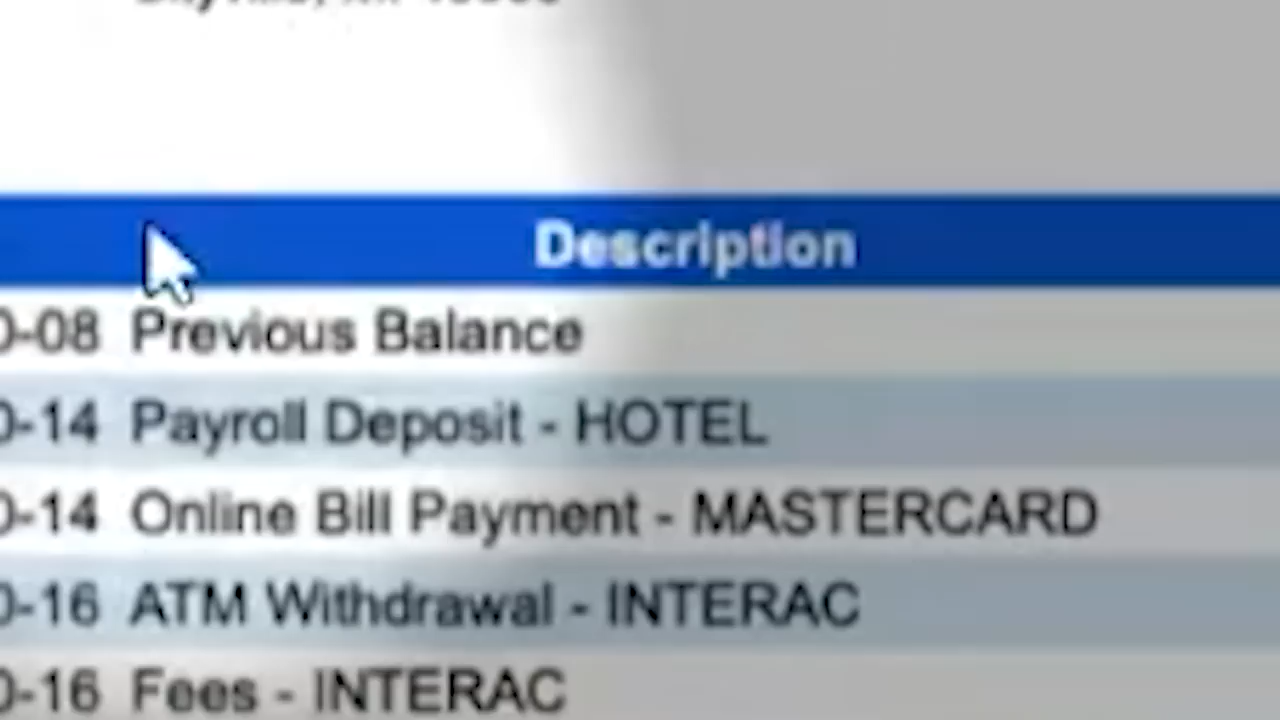 Description
0-08 Previous Balance
0-14 Payroll Deposit - HOTEL
0-14 Online Bill Payment - MASTERCARD
0-16 ATM Withdrawal - INTERAC
0-16 Fees - INTERAC